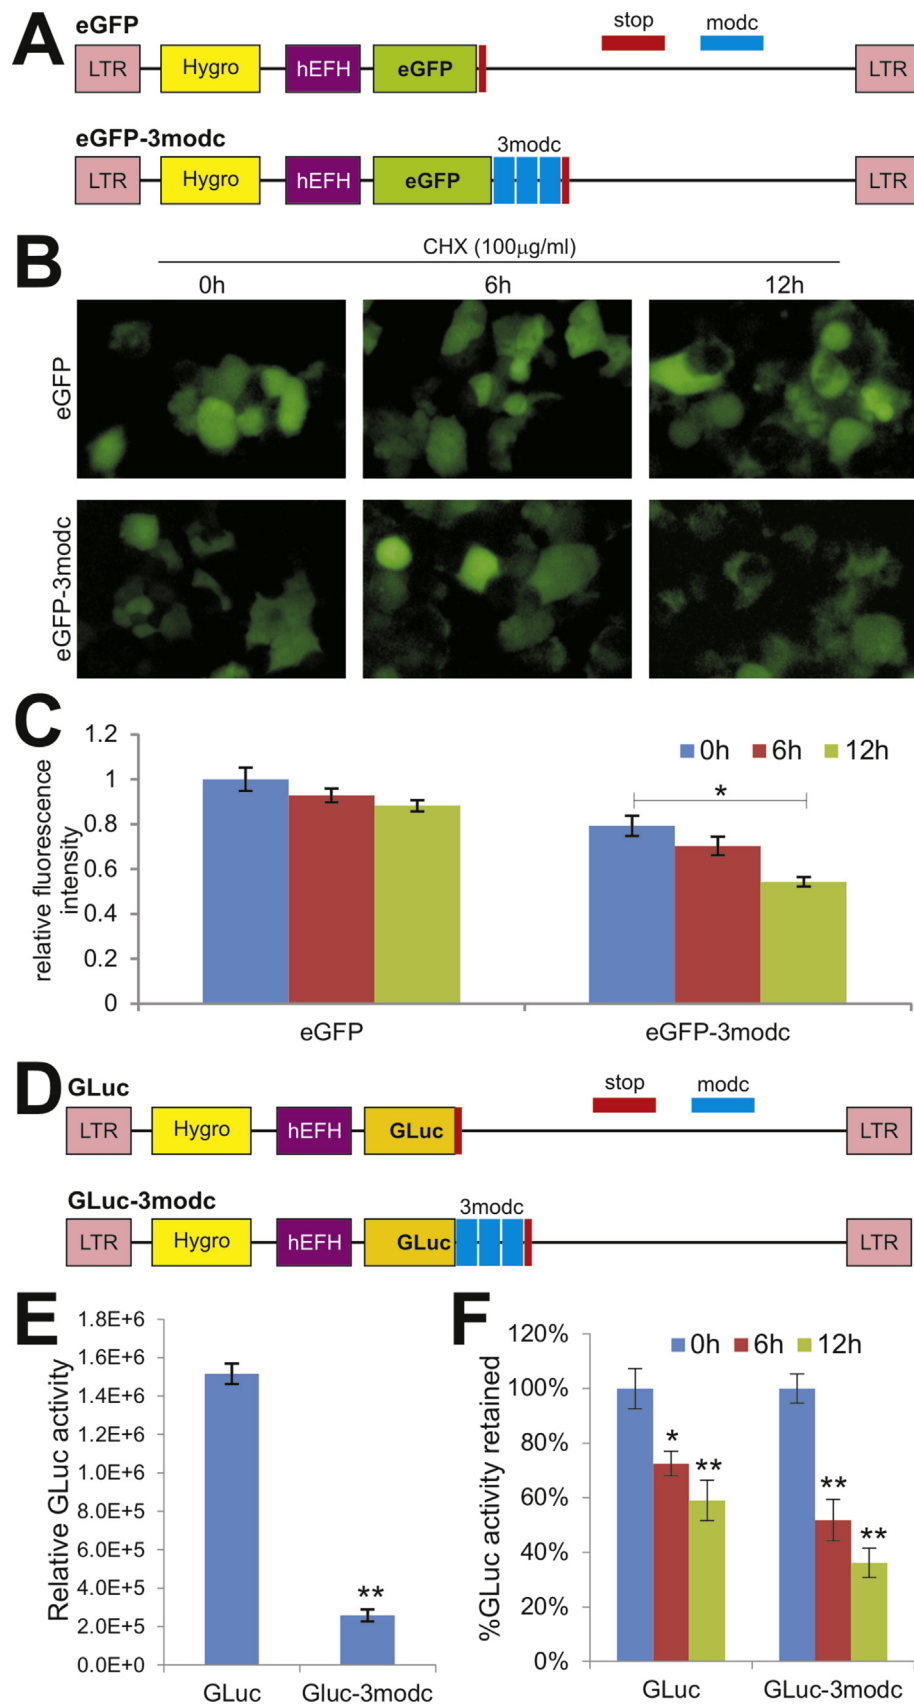 A
eGFP
stop
modc
LTR
Hygro
hEFH
eGFP
LTR
eGFP-3modc
3modc
LTR
Hygro
hEFH
eGFP
LTR
B
CHX (100μg/ml)
0h
6h
12h
eGFP
eGFP-3modc
C
relative fluorescence
intensity
1.2
1
0.8
0.6
0.4
0.2
0
0h
6h
12h
*
eGFP
eGFP-3modc
D
GLuc
stop
modc
LTR
Hygro
hEFH
GLuc
LTR
GLuc-3modc
3modc
LTR
Hygro
hEFH
GLuc
LTR
E
Relative GLuc activity
1.8E+6
1.6E+6
1.4E+6
1.2E+6
1.0E+6
8.0E+5
6.0E+5
4.0E+5
2.0E+5
0.0E+0
**
GLuc
Gluc-3modc
F
%GLuc activity retained
120%
100%
80%
60%
40%
20%
0%
0h
6h
12h
*
**
**
**
GLuc
GLuc-3modc